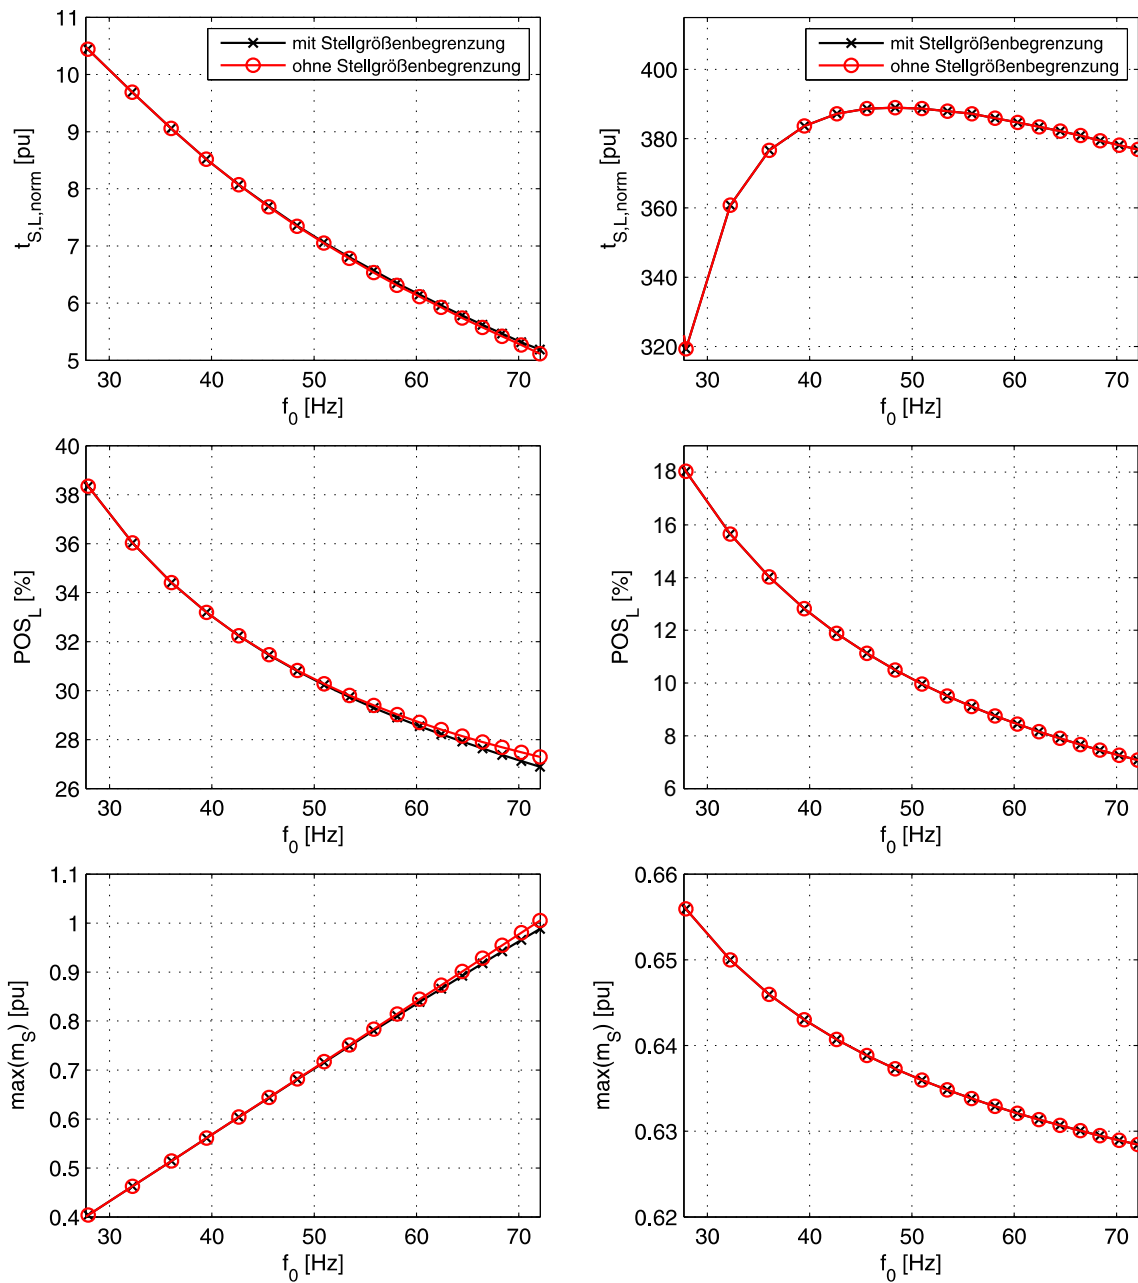 11
10
9
8
7
6
5
t_S,L,norm [pu]
mit Stellgrößenbegrenzung
ohne Stellgrößenbegrenzung
30 40 50 60 70
f_0 [Hz]
400
380
360
340
320
t_S,L,norm [pu]
mit Stellgrößenbegrenzung
ohne Stellgrößenbegrenzung
30 40 50 60 70
f_0 [Hz]
40
38
36
34
32
30
28
26
POS_L [%]
30 40 50 60 70
f_0 [Hz]
18
16
14
12
10
8
6
POS_L [%]
30 40 50 60 70
f_0 [Hz]
1.1
1
0.9
0.8
0.7
0.6
0.5
0.4
max(m_S) [pu]
30 40 50 60 70
f_0 [Hz]
0.66
0.65
0.64
0.63
0.62
max(m_S) [pu]
30 40 50 60 70
f_0 [Hz]